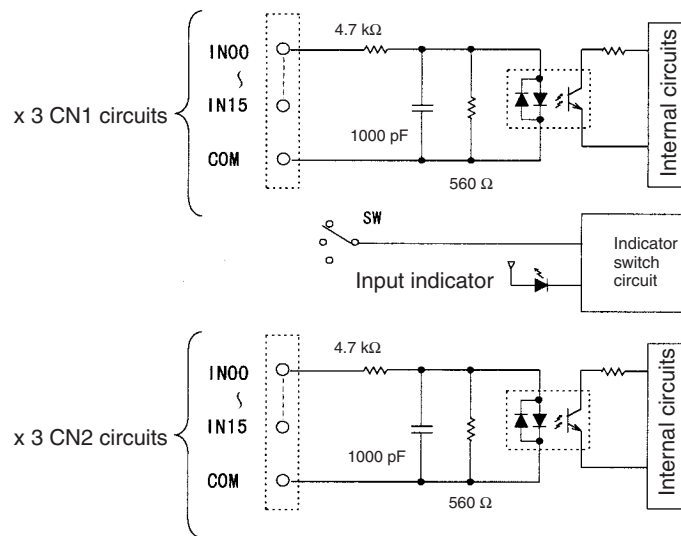 4.7 kΩ
IN00
x 3 CN1 circuits
IN15
1000 pF
COM
560 Ω
Internal circuits
SW
Indicator
switch
circuit
Input indicator
4.7 kΩ
IN00
x 3 CN2 circuits
IN15
1000 pF
COM
560 Ω
Internal circuits